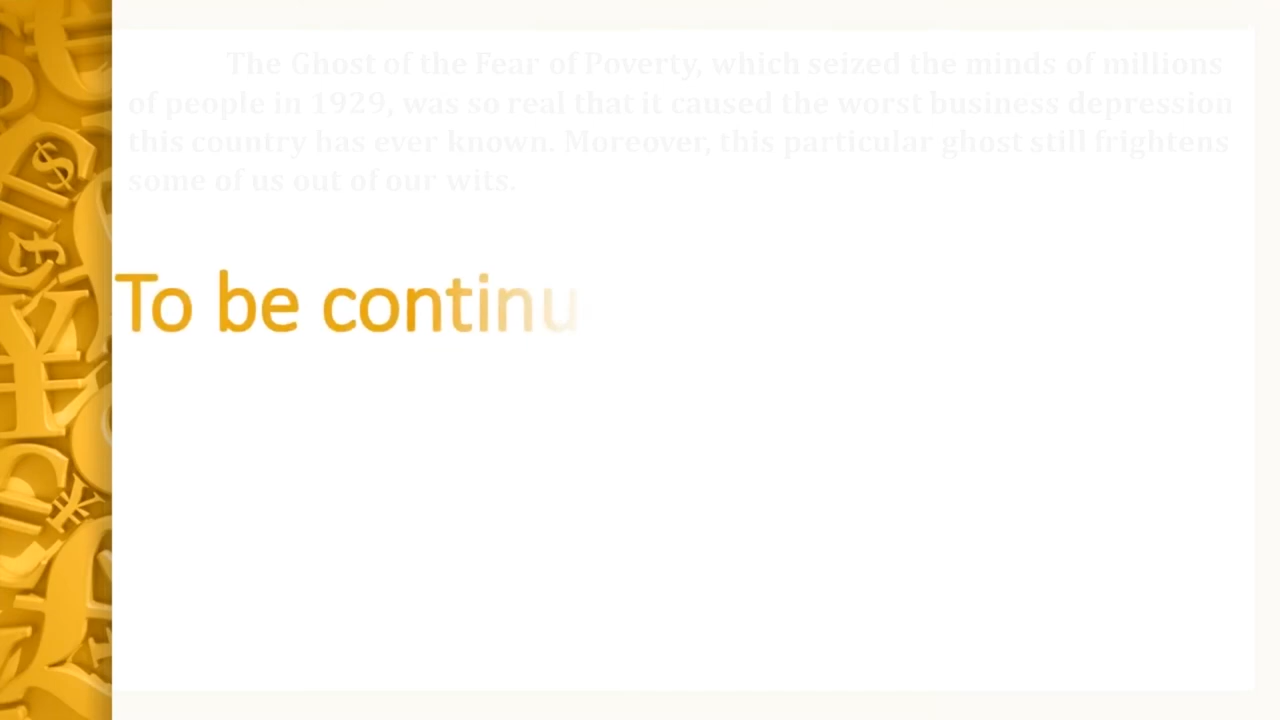 The Ghost of the Fear of Poverty, which seized the minds of millions
of people in 1929, was so real that it caused the worst business depression
this country has ever known. Moreover, this particular ghost still frightens
some of us out of our wits.
To be continu